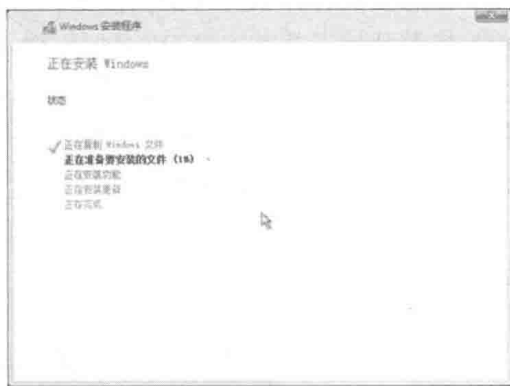 Windows 安装程序
正在安装 Windows
状态
正在复制 Windows 文件
正在准备要安装的文件 (1%)
正在安装功能
正在安装更新
正在完成